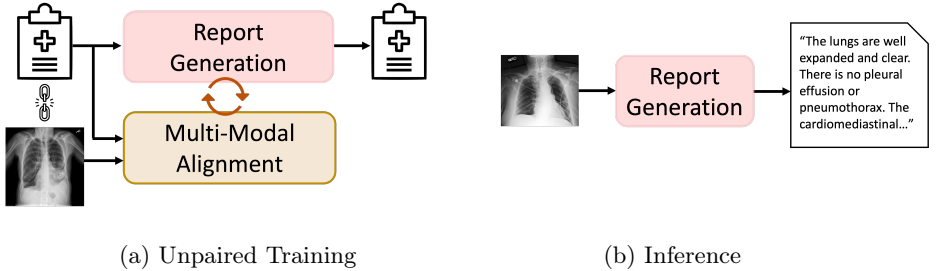 Report
Generation
Multi-Modal
Alignment
(a) Unpaired Training
Report
Generation
“The lungs are well
expanded and clear.
There is no pleural
effusion or
pneumothorax. The
cardiomediastinal...”
(b) Inference